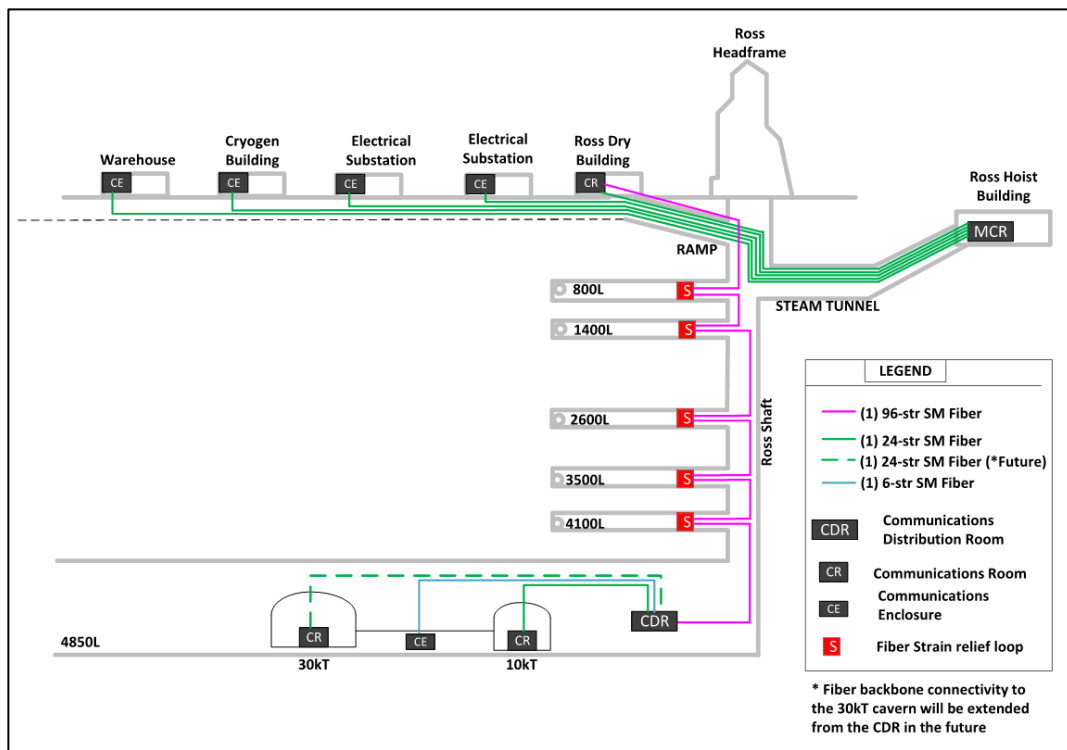 Ross
Headframe
Warehouse
Cryogen
Building
Electrical
Substation
Electrical
Substation
Ross Dry
Building
Ross Hoist
Building
CE
CE
CE
CE
CR
MCR
RAMP
STEAM TUNNEL
800L
S
1400L
S
2600L
S
3500L
S
4100L
S
Ross Shaft
4850L
CR
30kT
CE
CR
10kT
CDR
LEGEND
(1) 96-str SM Fiber
(1) 24-str SM Fiber
(1) 24-str SM Fiber (*Future)
(1) 6-str SM Fiber
CDR
Communications
Distribution Room
CR
Communications Room
CE
Communications
Enclosure
S
Fiber Strain relief loop
* Fiber backbone connectivity to
the 30kT cavern will be extended
from the CDR in the future